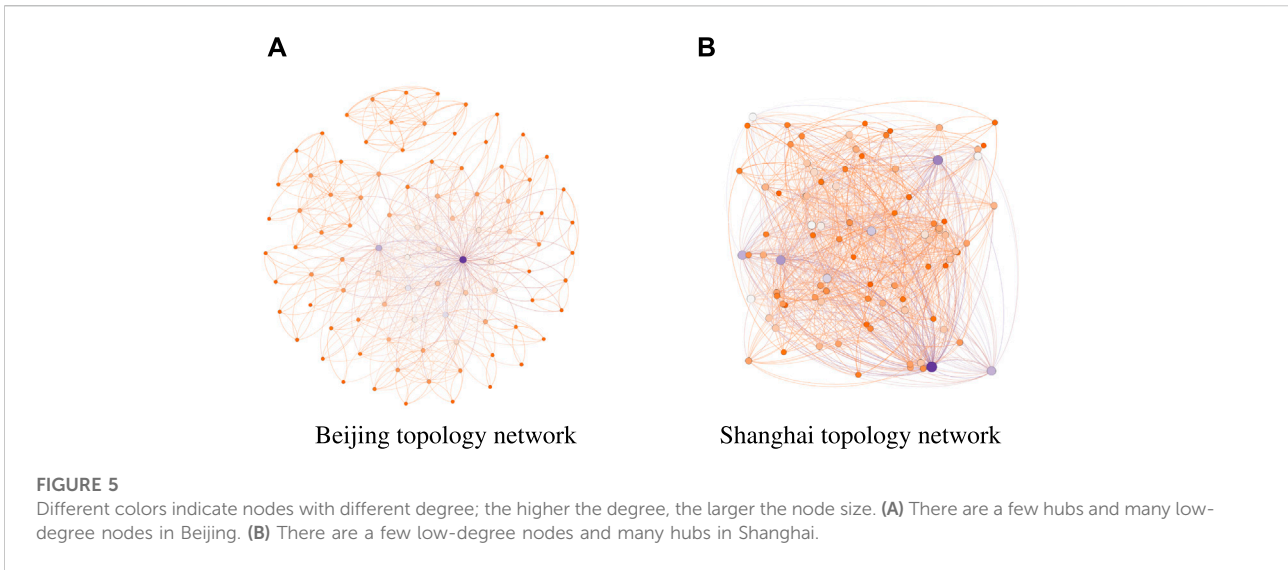 A
B
Beijing topology network
Shanghai topology network
FIGURE 5
Different colors indicate nodes with different degree; the higher the degree, the larger the node size. (A) There are a few hubs and many low-
degree nodes in Beijing. (B) There are a few low-degree nodes and many hubs in Shanghai.